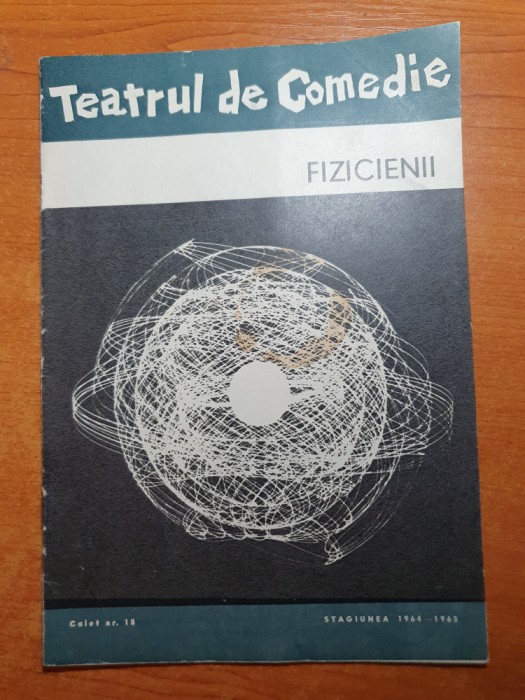 Teatrul de Comedie
FIZICIENII
Caiet nr. 18
STAGIUNEA 1964—1965